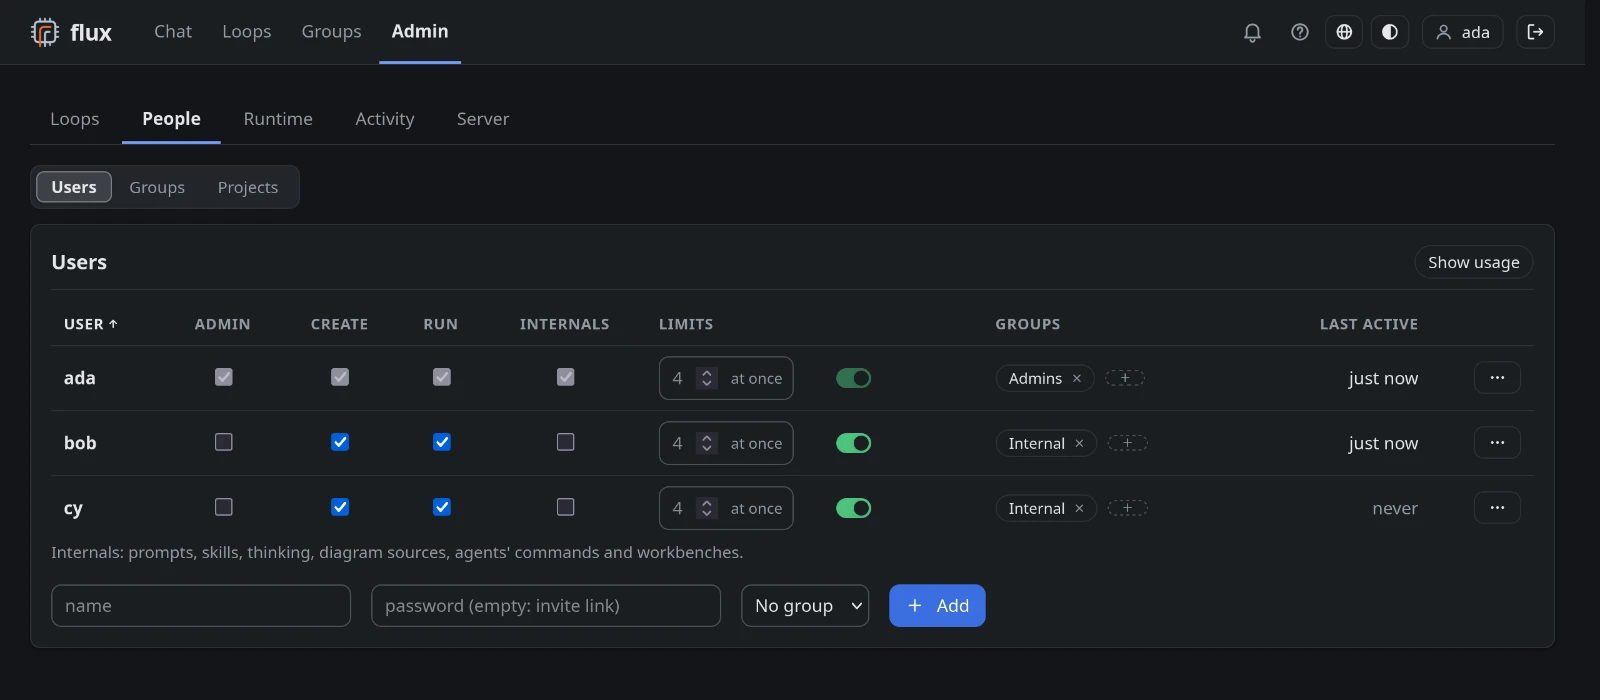 flux Chat Loops Groups Admin ada
Loops People Runtime Activity Server
Users Groups Projects
Users Show usage
USER ↑ ADMIN CREATE RUN INTERNALS LIMITS GROUPS LAST ACTIVE
ada 4 at once Admins × + just now ...
bob 4 at once Internal × + just now ...
cy 4 at once Internal × + never ...
Internals: prompts, skills, thinking, diagram sources, agents' commands and workbenches.
name password (empty: invite link) No group + Add